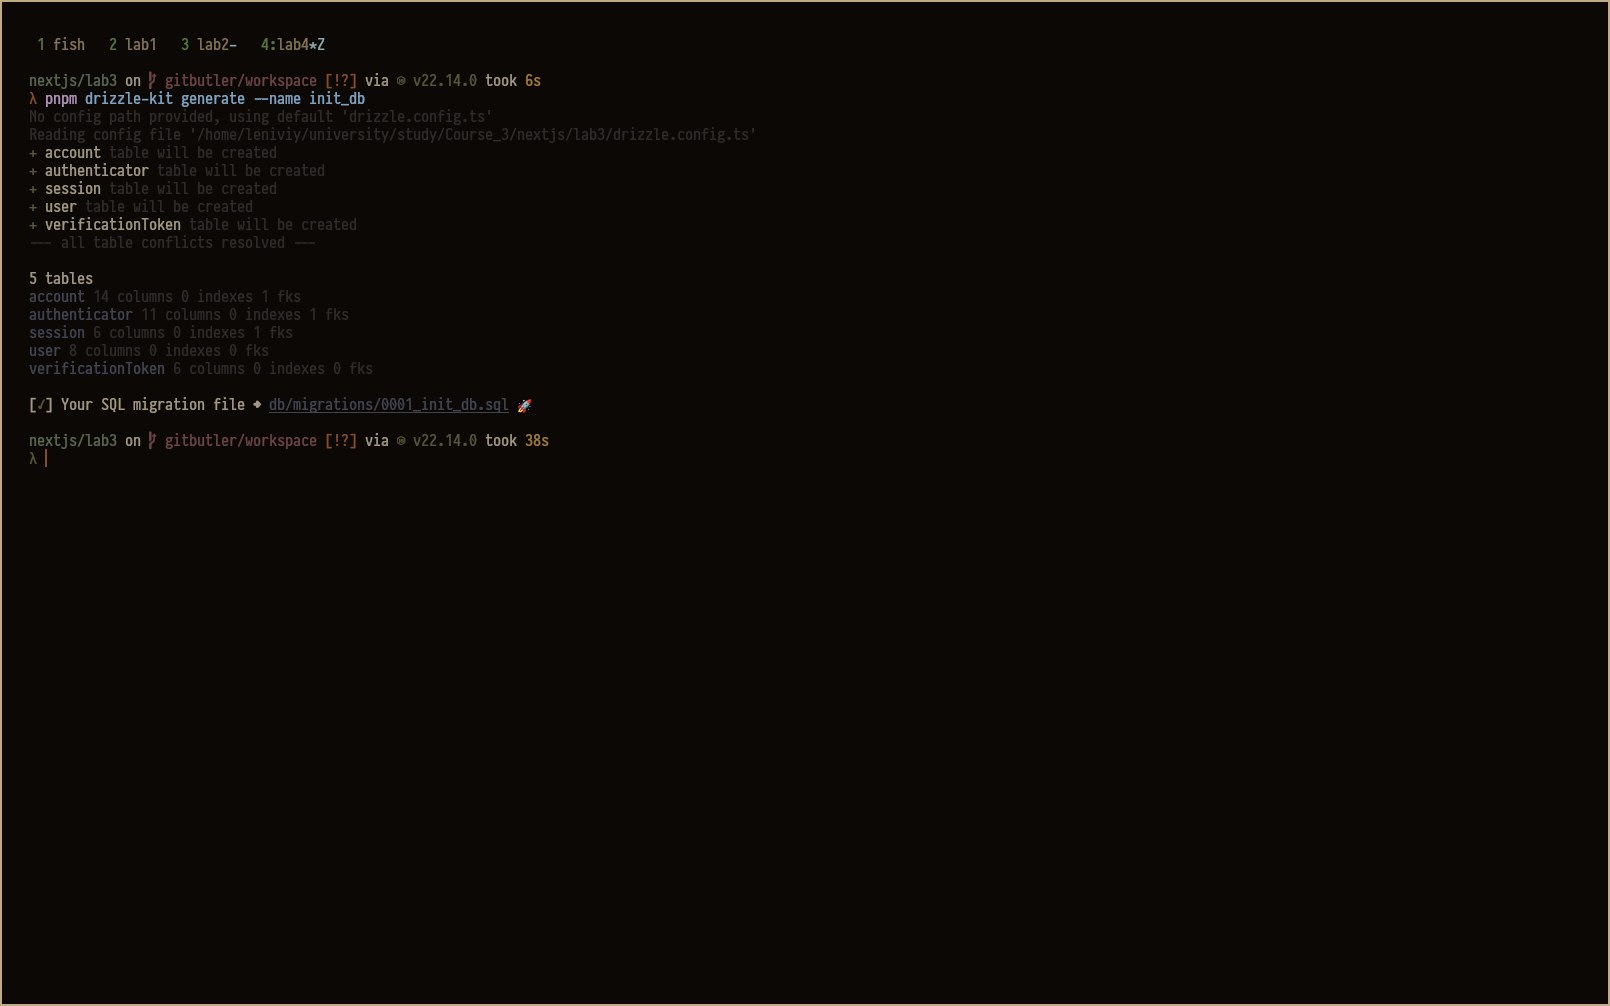 1 fish 2 lab1 3 lab2- 4:lab4*Z
nextjs/lab3 on gitbutler/workspace [!?] via v22.14.0 took 6s
λ pnpm drizzle-kit generate --name init_db
No config path provided, using default 'drizzle.config.ts'
Reading config file '/home/leniviy/university/study/Course_3/nextjs/lab3/drizzle.config.ts'
+ account table will be created
+ authenticator table will be created
+ session table will be created
+ user table will be created
+ verificationToken table will be created
--- all table conflicts resolved ---
5 tables
account 14 columns 0 indexes 1 fks
authenticator 11 columns 0 indexes 1 fks
session 6 columns 0 indexes 1 fks
user 8 columns 0 indexes 0 fks
verificationToken 6 columns 0 indexes 0 fks
[✓] Your SQL migration file ➜ db/migrations/0001_init_db.sql 🚀
nextjs/lab3 on gitbutler/workspace [!?] via v22.14.0 took 38s
λ